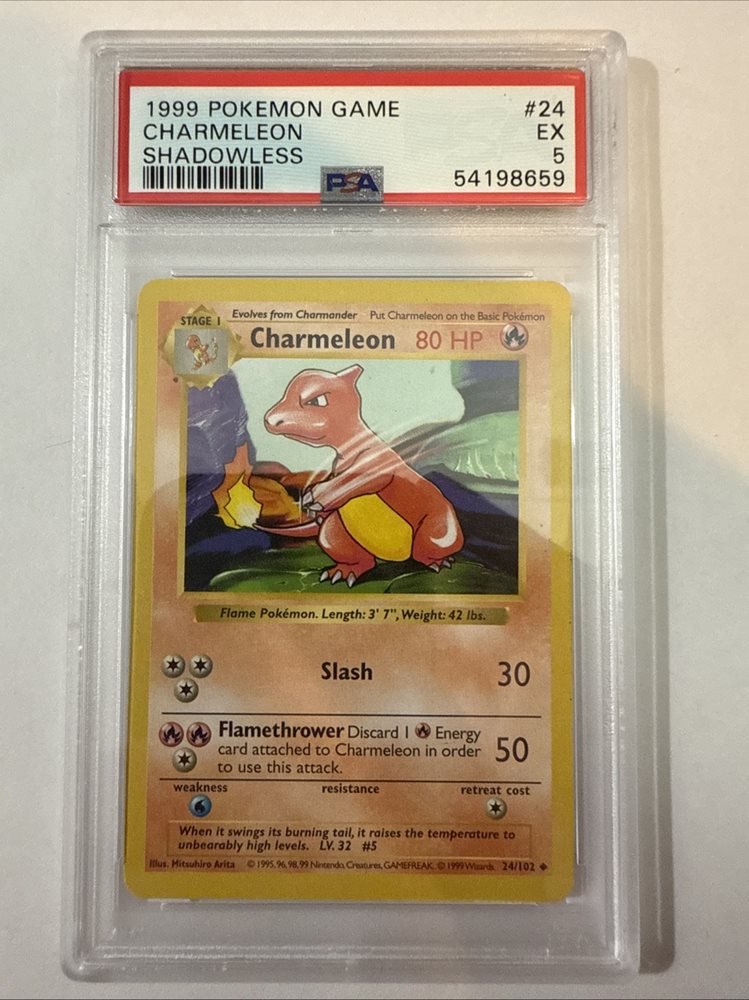 1999 POKEMON GAME #24
CHARMELEON EX
SHADOWLESS 5
PSA 54198659
STAGE 1 Evolves from Charmander Put Charmeleon on the Basic Pokémon
Charmeleon 80 HP
Flame Pokémon. Length: 3' 7", Weight: 42 lbs.
Slash 30
Flamethrower Discard 1 Energy
card attached to Charmeleon in order
to use this attack. 50
weakness resistance retreat cost
When it swings its burning tail, it raises the temperature to
unbearably high levels. LV. 32 #5
Illus. Mitsuhiro Arita © 1995, 96, 98, 99 Nintendo, Creatures, GAMEFREAK. © 1999 Wizards. 24/102